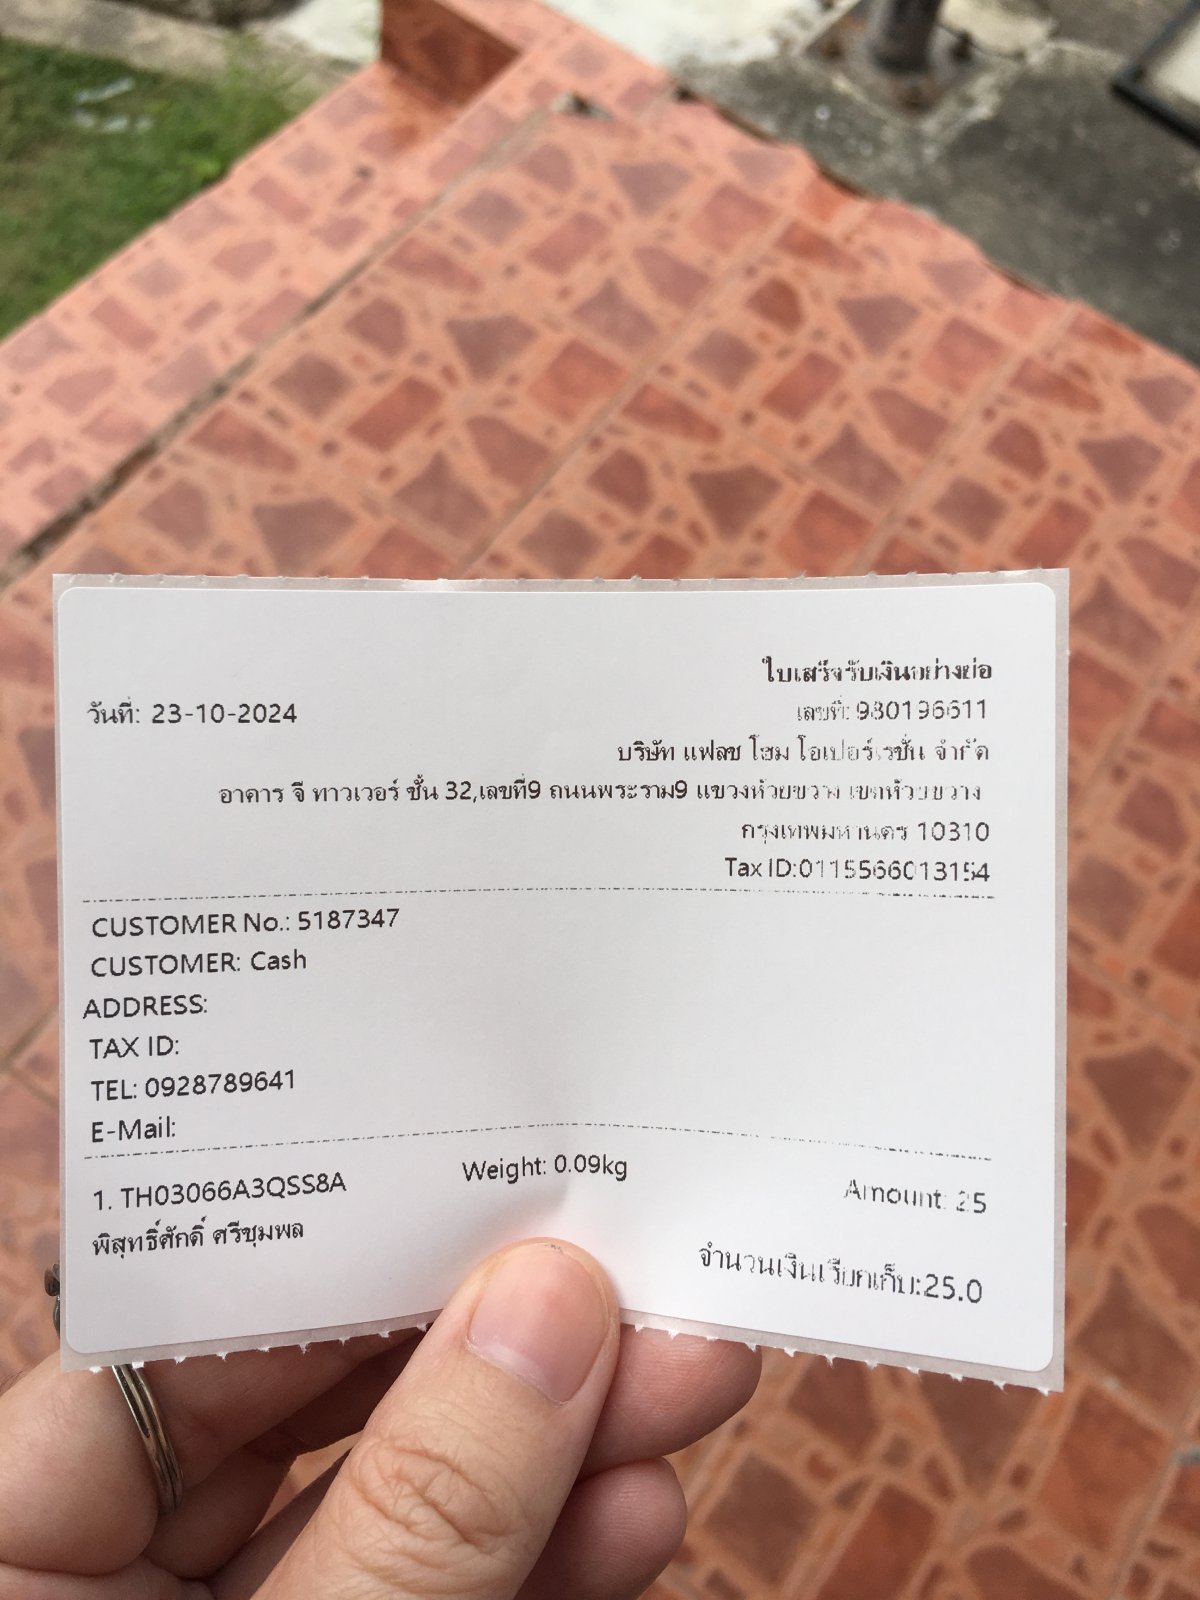 ใบเสร็จรับเงินอย่างย่อ
วันที่: 23-10-2024
เลขที่: 980196611
บริษัท แฟลช โฮม โอเปอร์เรชั่น จำกัด
อาคาร จี ทาวเวอร์ ชั้น 32,เลขที่9 ถนนพระราม9 แขวงห้วยขวาง เขตห้วยขวาง
กรุงเทพมหานคร 10310
Tax ID:0115566013154
CUSTOMER No.: 5187347
CUSTOMER: Cash
ADDRESS:
TAX ID:
TEL: 0928789641
E-Mail:
1. TH03066A3QSS8A Weight: 0.09kg Amount: 25
พิสุทธิ์ศักดิ์ ศรีชุมพล
จำนวนเงินเรียกเก็บ:25.0